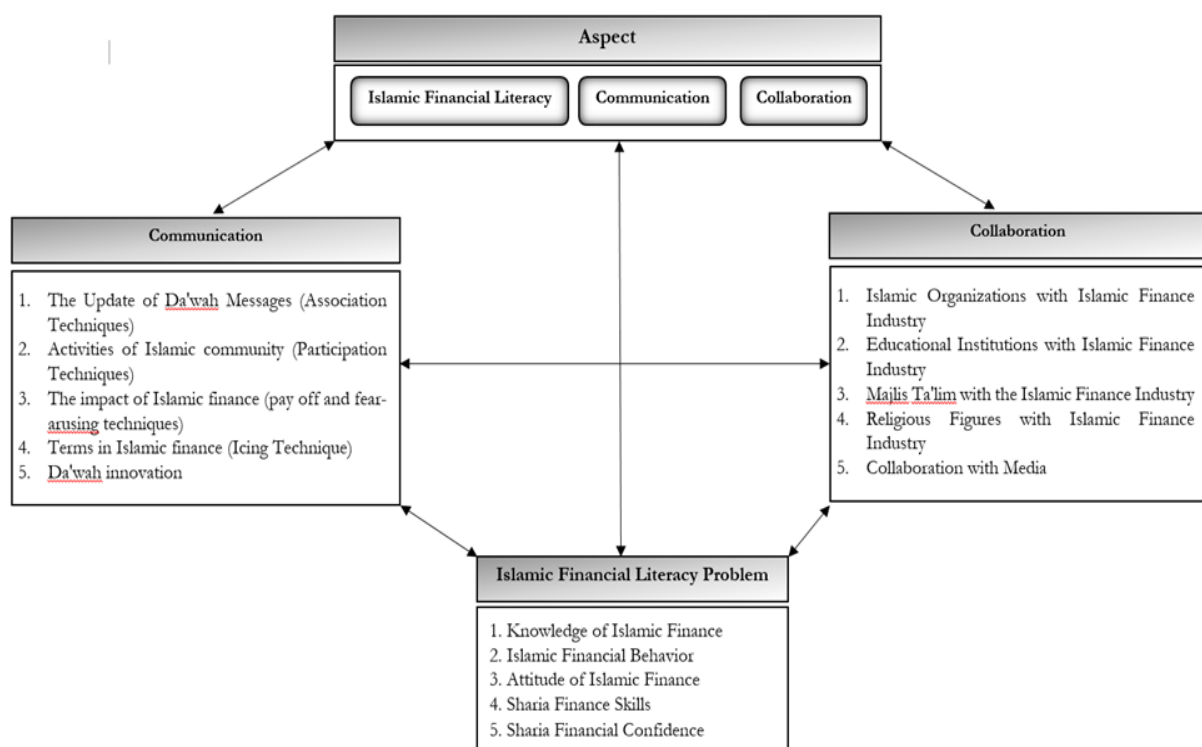 Aspect
Islamic Financial Literacy
Communication
Collaboration
Communication
1. The Update of Da'wah Messages (Association
Techniques)
2. Activities of Islamic community (Participation
Techniques)
3. The impact of Islamic finance (pay off and fear-
arusing techniques)
4. Terms in Islamic finance (Icing Technique)
5. Da'wah innovation
Collaboration
1. Islamic Organizations with Islamic Finance
Industry
2. Educational Institutions with Islamic Finance
Industry
3. Majlis Ta'lim with the Islamic Finance Industry
4. Religious Figures with Islamic Finance
Industry
5. Collaboration with Media
Islamic Financial Literacy Problem
1. Knowledge of Islamic Finance
2. Islamic Financial Behavior
3. Attitude of Islamic Finance
4. Sharia Finance Skills
5. Sharia Financial Confidence